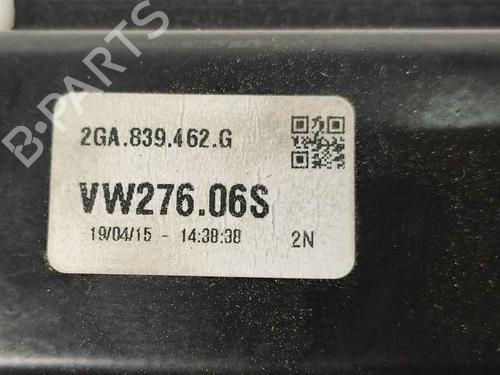 B-PARTS
2GA.839.462.G
VW276.06S
19/04/15 - 14:38:38 2N